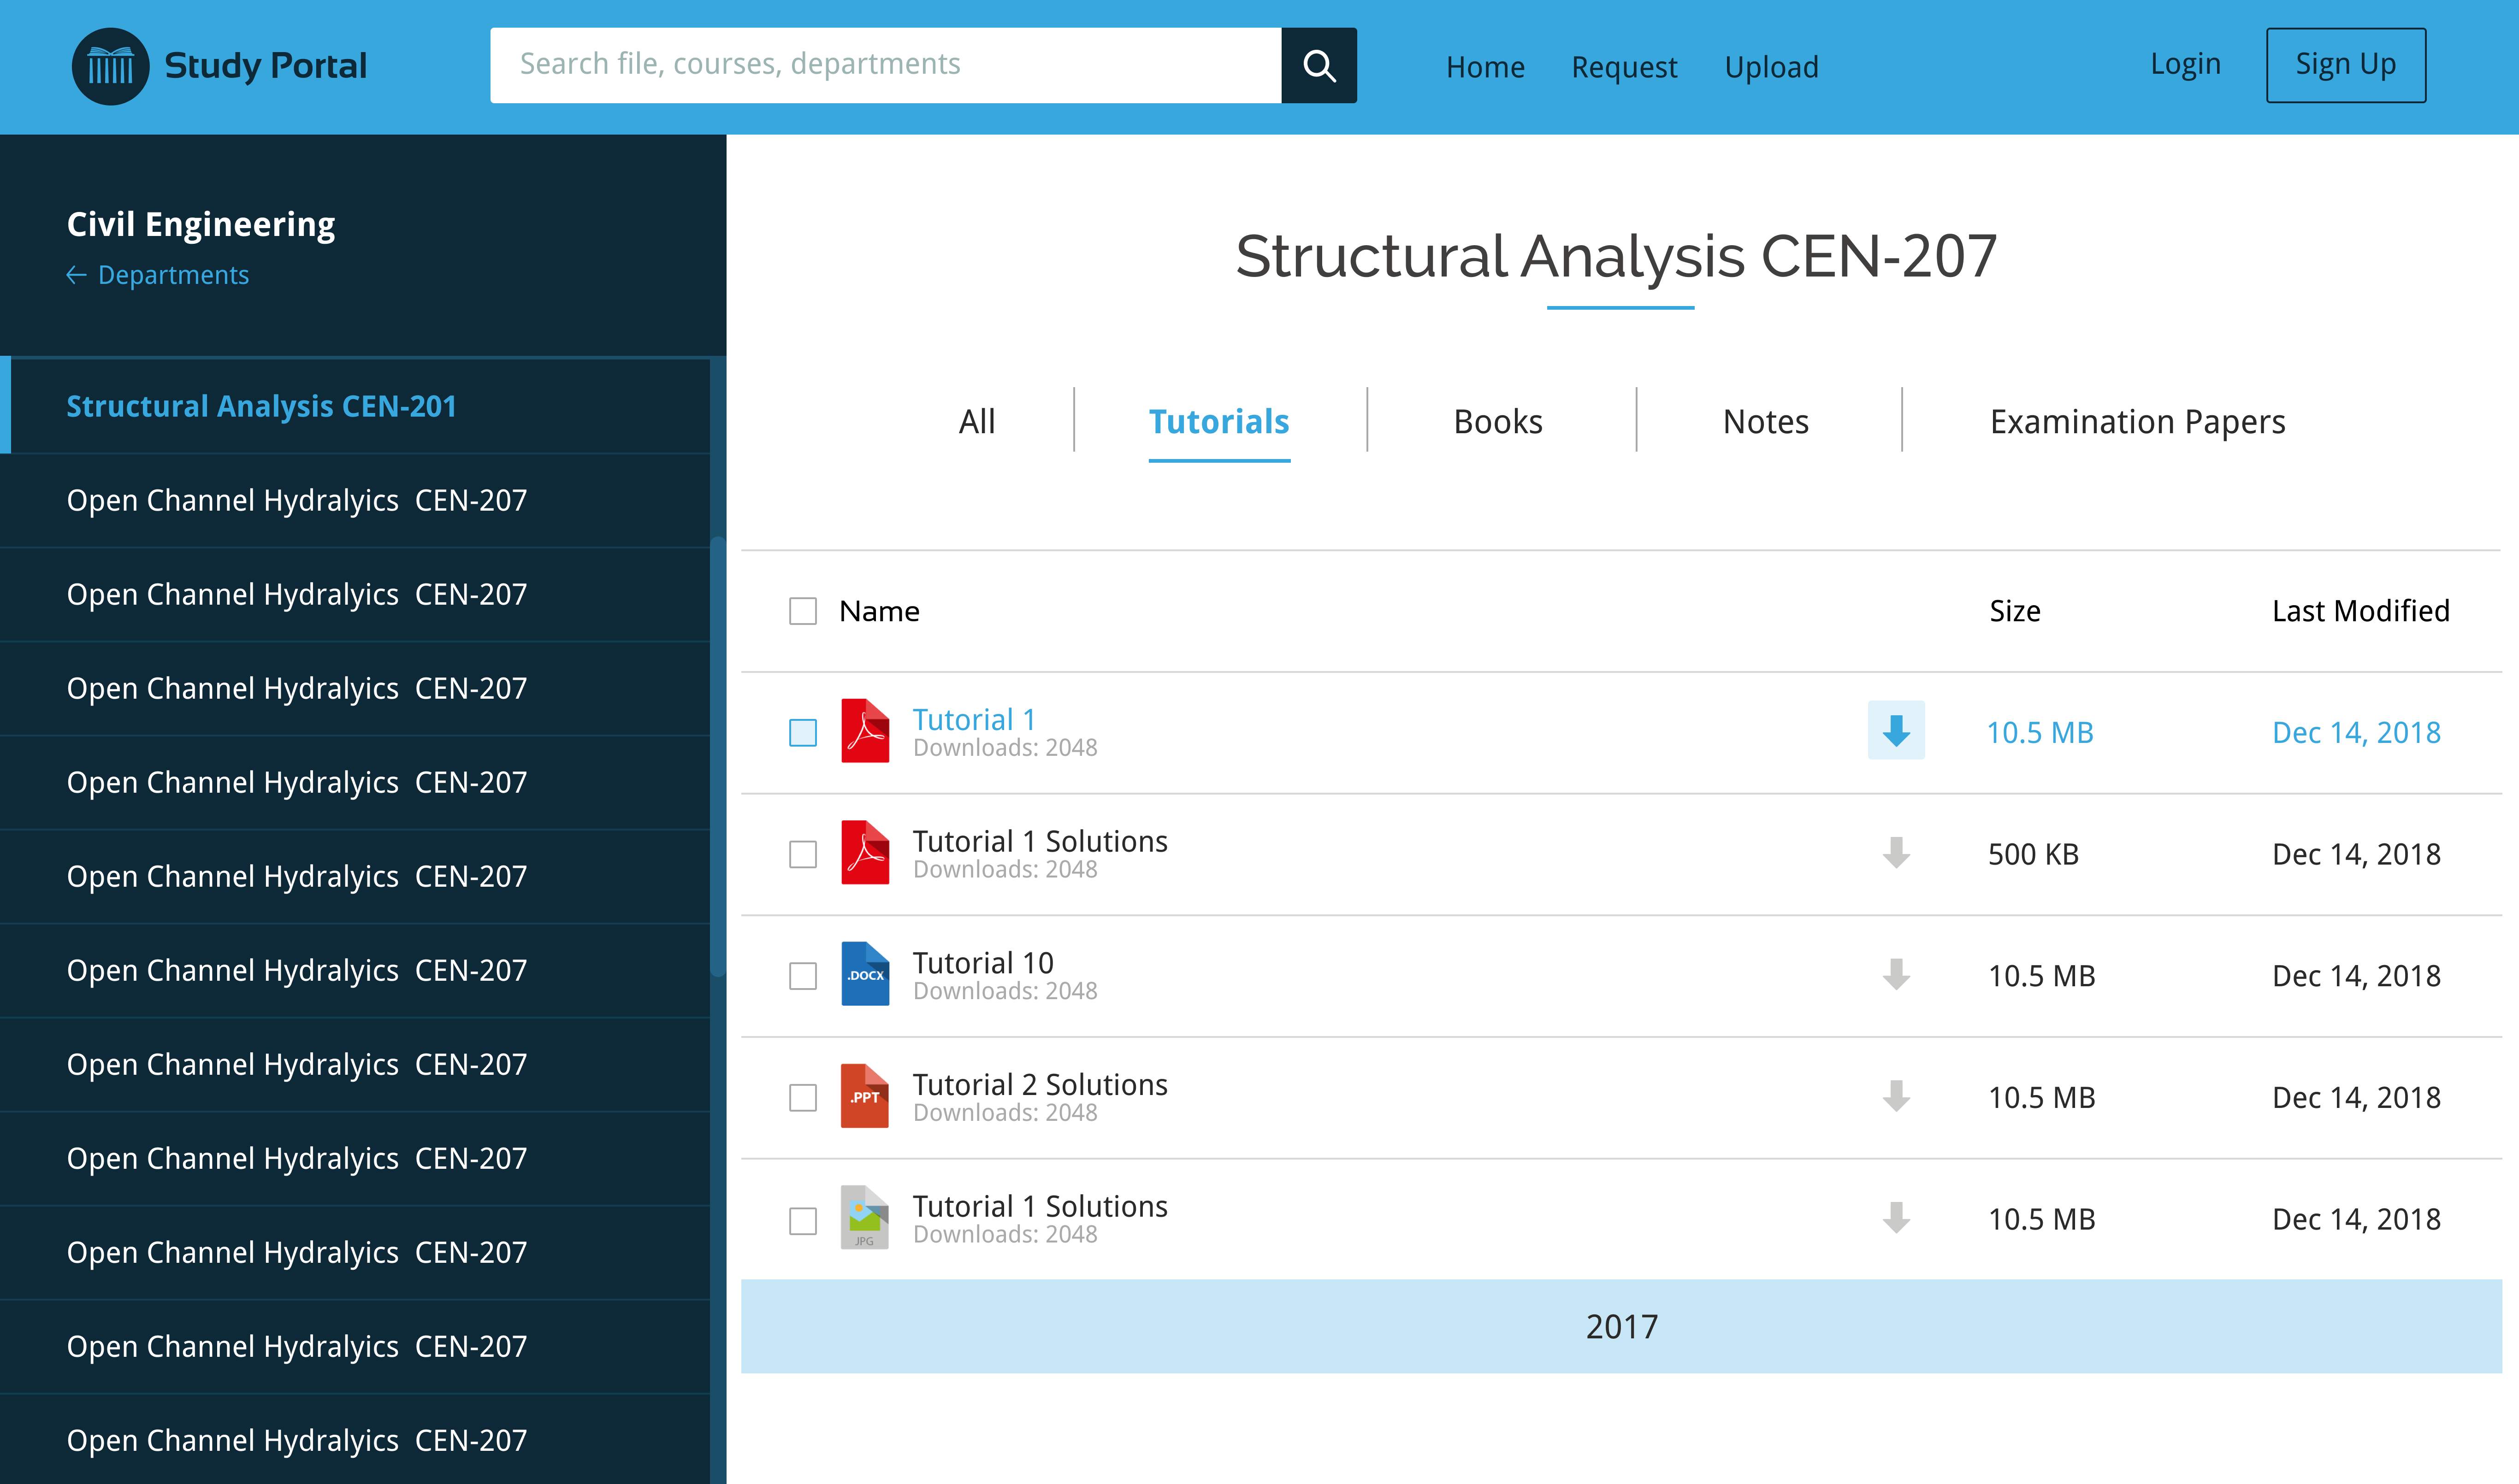 Study Portal
Search file, courses, departments
Home
Request
Upload
Login
Sign Up
Civil Engineering
← Departments
Structural Analysis CEN-201
Open Channel Hydralyics CEN-207
Open Channel Hydralyics CEN-207
Open Channel Hydralyics CEN-207
Open Channel Hydralyics CEN-207
Open Channel Hydralyics CEN-207
Open Channel Hydralyics CEN-207
Open Channel Hydralyics CEN-207
Open Channel Hydralyics CEN-207
Open Channel Hydralyics CEN-207
Open Channel Hydralyics CEN-207
Open Channel Hydralyics CEN-207
Structural Analysis CEN-207
All
Tutorials
Books
Notes
Examination Papers
Name Size Last Modified
Tutorial 1
Downloads: 2048
10.5 MB
Dec 14, 2018
Tutorial 1 Solutions
Downloads: 2048
500 KB
Dec 14, 2018
.DOCX
Tutorial 10
Downloads: 2048
10.5 MB
Dec 14, 2018
.PPT
Tutorial 2 Solutions
Downloads: 2048
10.5 MB
Dec 14, 2018
JPG
Tutorial 1 Solutions
Downloads: 2048
10.5 MB
Dec 14, 2018
2017